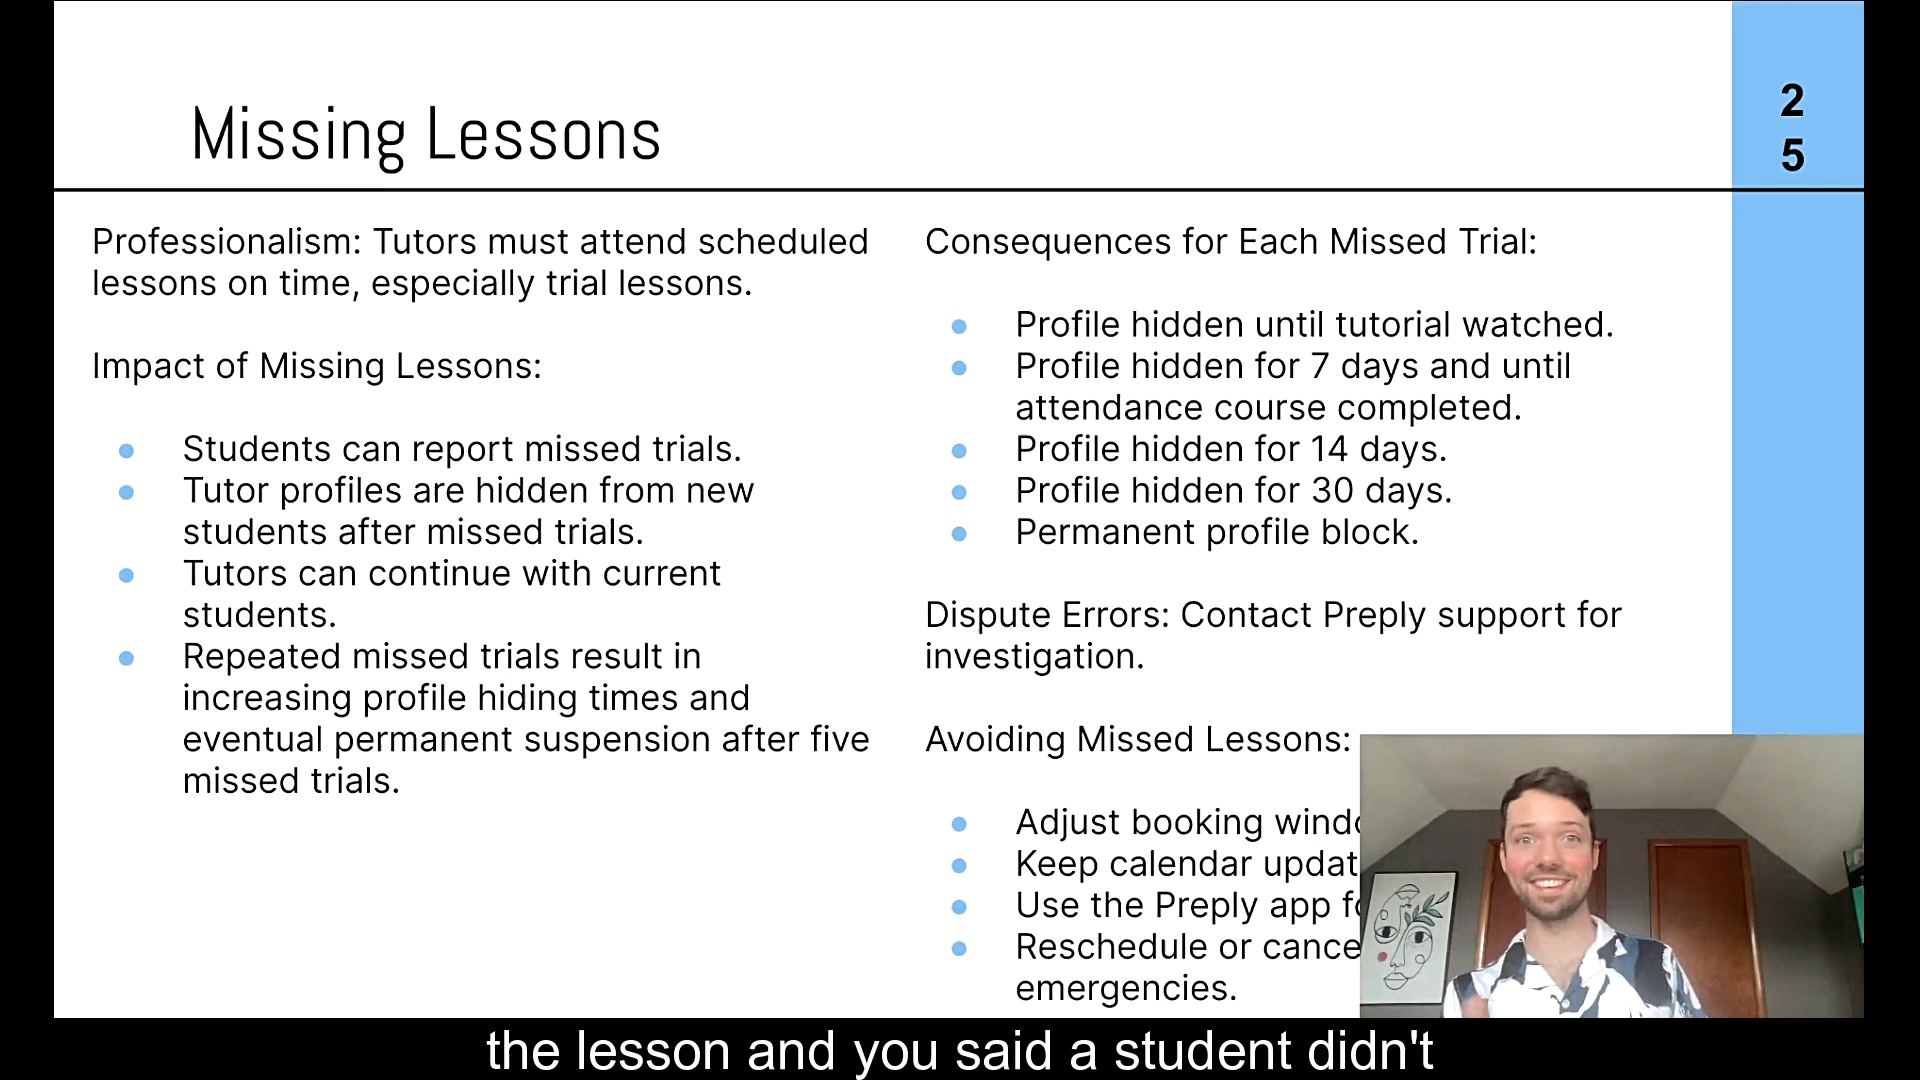 Missing Lessons
2
5
Professionalism: Tutors must attend scheduled
lessons on time, especially trial lessons.
Impact of Missing Lessons:
Students can report missed trials.
Tutor profiles are hidden from new
students after missed trials.
Tutors can continue with current
students.
Repeated missed trials result in
increasing profile hiding times and
eventual permanent suspension after five
missed trials.
Consequences for Each Missed Trial:
Profile hidden until tutorial watched.
Profile hidden for 7 days and until
attendance course completed.
Profile hidden for 14 days.
Profile hidden for 30 days.
Permanent profile block.
Dispute Errors: Contact Preply support for
investigation.
Avoiding Missed Lessons:
Adjust booking
Keep calendar
Use the Preply app
Reschedule or
emergencies.
the lesson and you said a student didn't